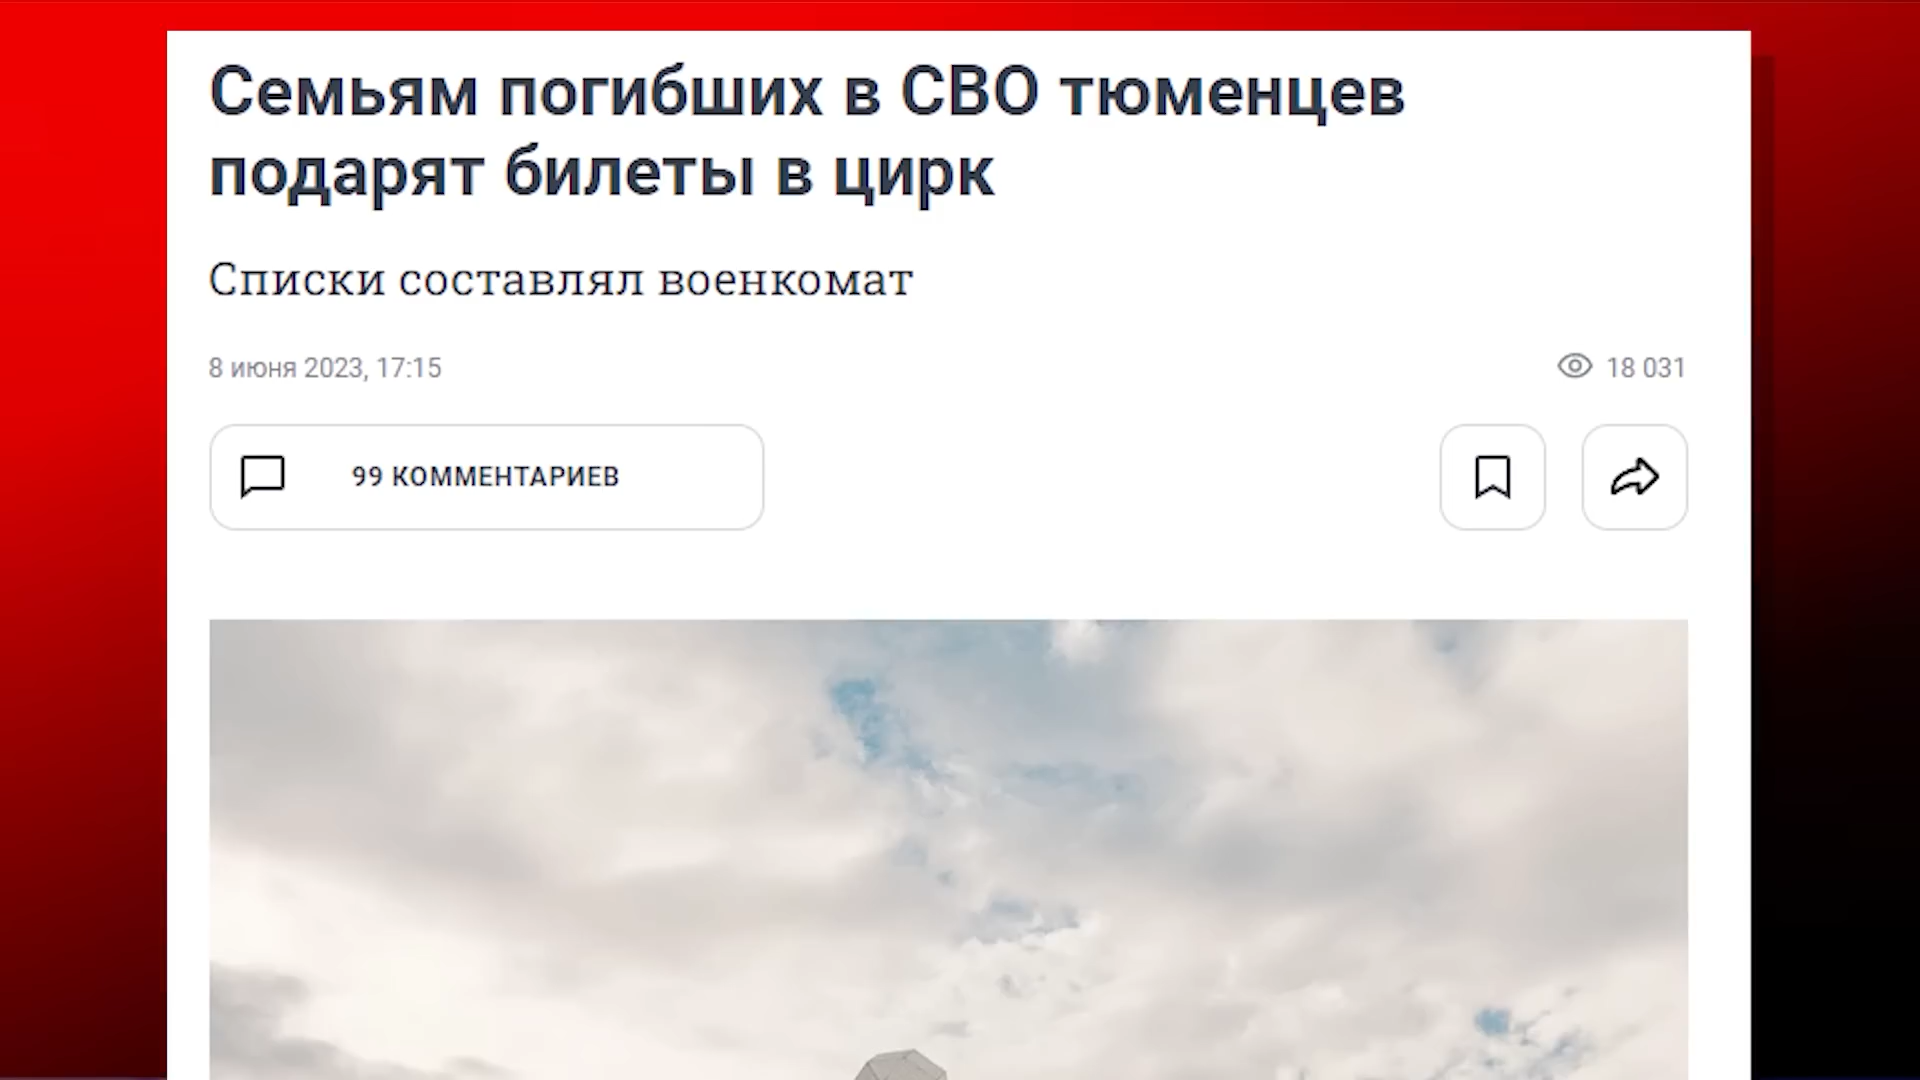 Семьям погибших в СВО тюменцев
подарят билеты в цирк
Списки составлял военкомат
8 июня 2023, 17:15
18 031
99 КОММЕНТАРИЕВ